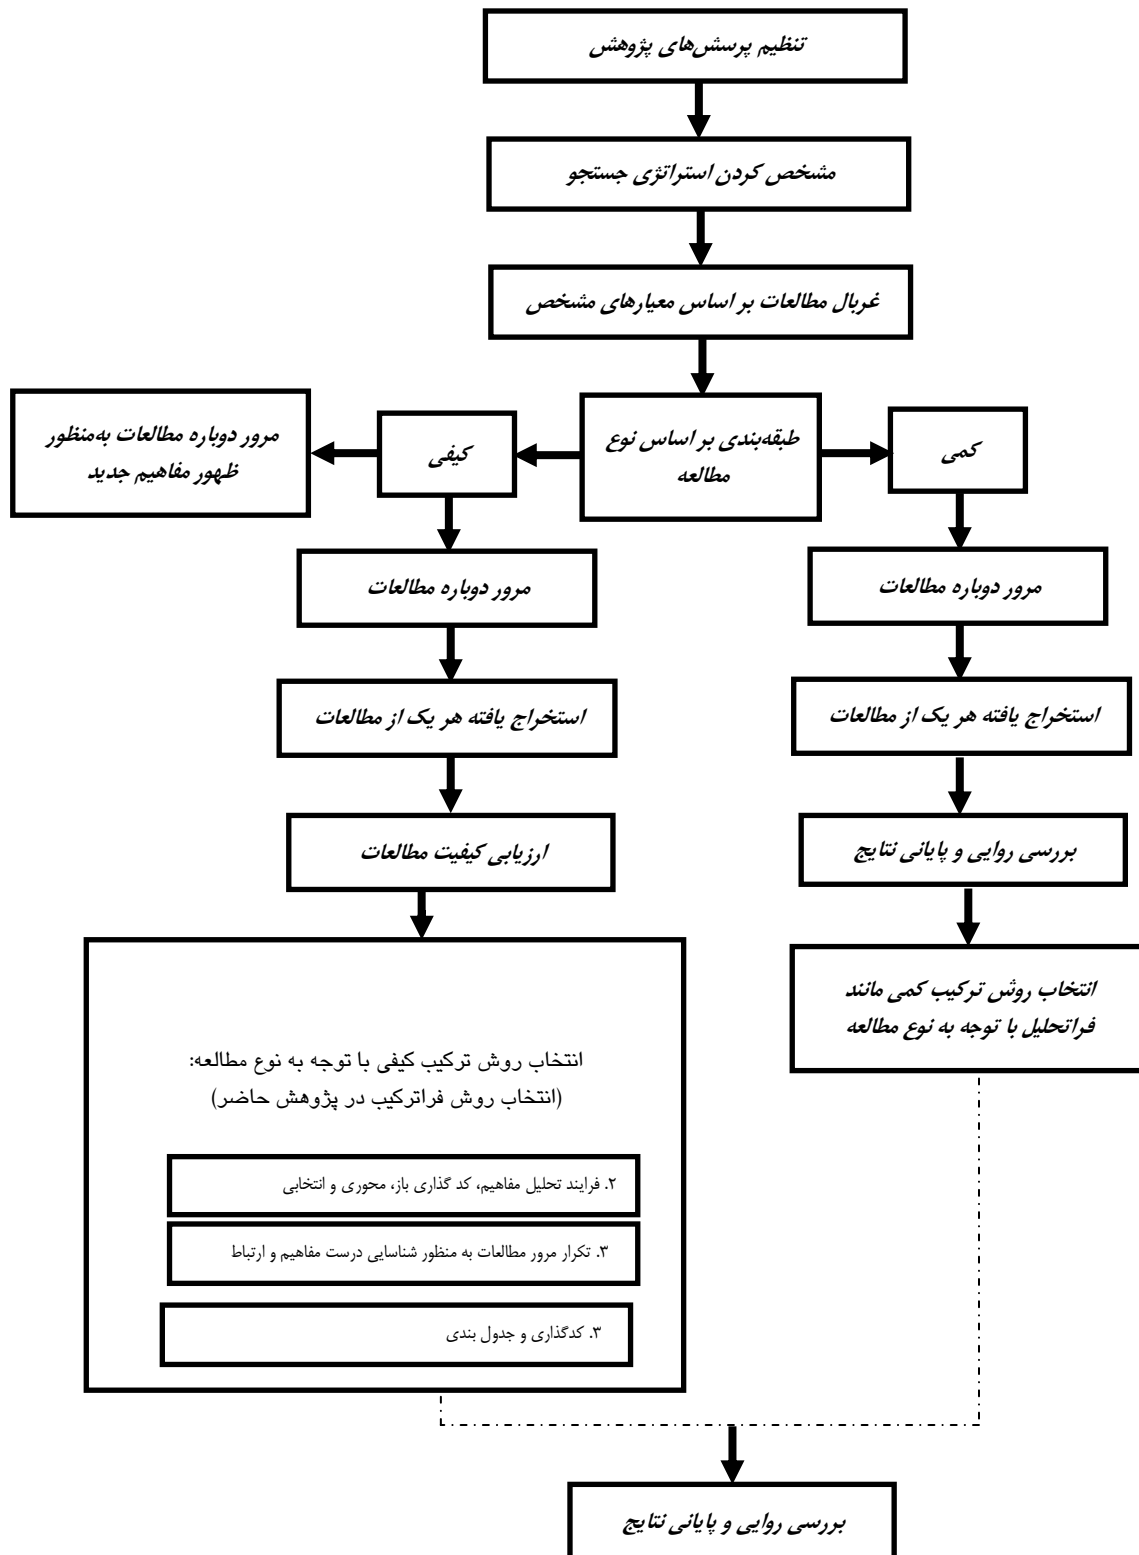 تنظیم پرسش‌های پژوهش
مشخص کردن استراتژی جستجو
غربال مطالعات بر اساس معیارهای مشخص
طبقه‌بندی بر اساس نوع
مطالعه
کمی
کیفی
مرور دوباره مطالعات به‌منظور
ظهور مفاهیم جدید
مرور دوباره مطالعات
مرور دوباره مطالعات
استخراج یافته هر یک از مطالعات
استخراج یافته هر یک از مطالعات
بررسی روایی و پایانی نتایج
ارزیابی کیفیت مطالعات
انتخاب روش ترکیب کمی مانند
فراتحلیل با توجه به نوع مطالعه
انتخاب روش ترکیب کیفی با توجه به نوع مطالعه:
(انتخاب روش فراترکیب در پژوهش حاضر)
۲. فرایند تحلیل مفاهیم، کد گذاری باز، محوری و انتخابی
۳. تکرار مرور مطالعات به منظور شناسایی درست مفاهیم و ارتباط
۳. کدگذاری و جدول بندی
بررسی روایی و پایانی نتایج